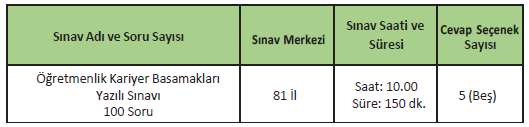 Sınav Adı ve Soru Sayısı
Sınav Merkezi
Sınav Saati ve
Süresi
Cevap Seçenek
Sayısı
Öğretmenlik Kariyer Basamakları
Yazılı Sınavı
100 Soru
81 İl
Saat: 10.00
Süre: 150 dk.
5 (Beş)